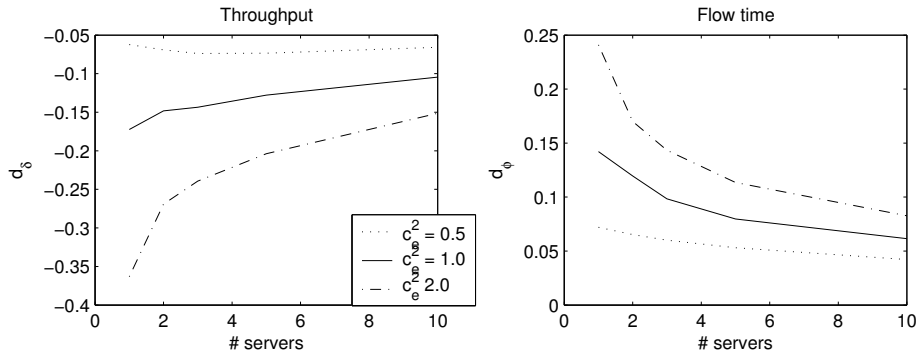 Throughput
−0.05
−0.1
−0.15
−0.2
−0.25
−0.3
−0.35
−0.4
d_δ
0 2 4 6 8 10
# servers
c_e^2 = 0.5
c_e^2 = 1.0
c_e^2 2.0
Flow time
0.25
0.2
0.15
0.1
0.05
0
d_ϕ
0 2 4 6 8 10
# servers